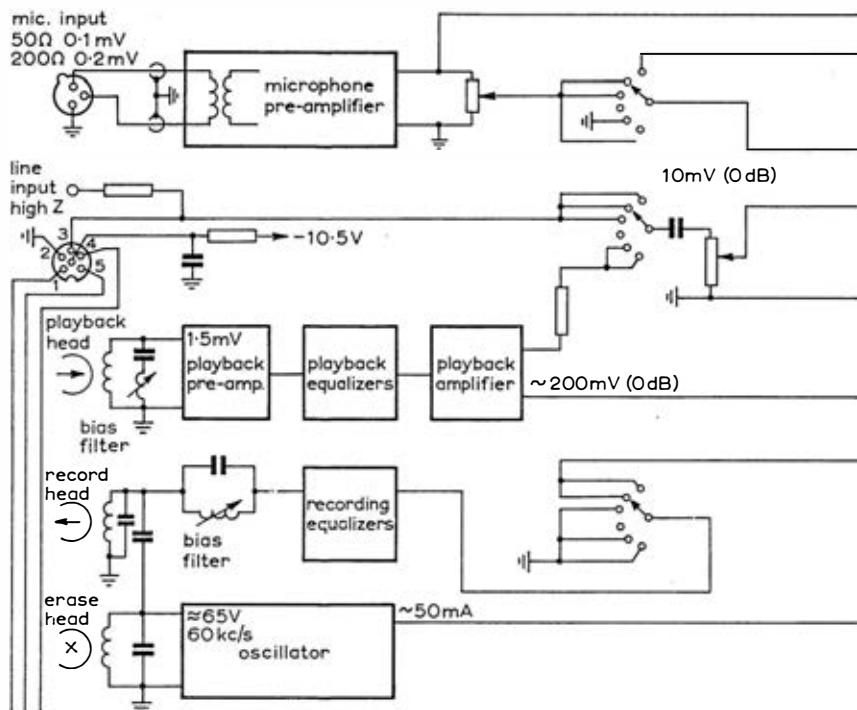 mic. input
50Ω 0·1mV
200Ω 0·2mV
microphone
pre-amplifier
line
input
high Z
10mV (0dB)
3
4
2
1
5
−10·5V
playback
head
1·5mV
playback
pre-amp.
playback
equalizers
playback
amplifier
~200mV (0dB)
bias
filter
record
head
bias
filter
recording
equalizers
erase
head
≈65V
60kc/s
oscillator
~50mA
x